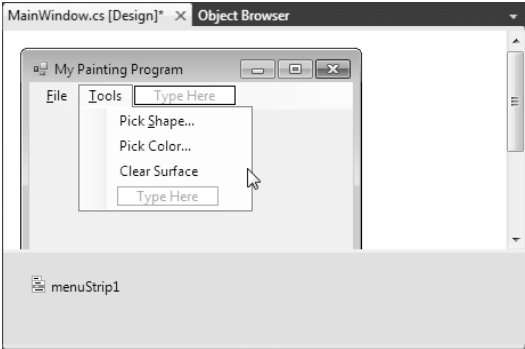 MainWindow.cs [Design]* Object Browser
My Painting Program
File Tools Type Here
Pick Shape...
Pick Color...
Clear Surface
Type Here
menuStrip1